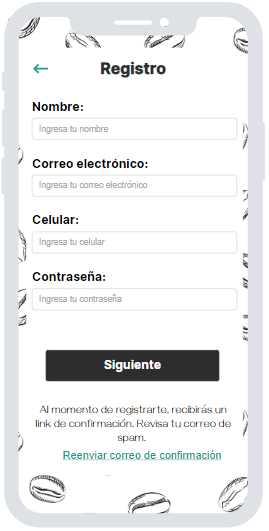 Registro
Nombre:
Ingresa tu nombre
Correo electrónico:
Ingresa tu correo electrónico
Celular:
Ingresa tu celular
Contraseña:
Ingresa tu contraseña
Siguiente
Al momento de registrarte, recibirás un
link de confirmación. Revisa tu correo de
spam.
Reenviar correo de confirmación